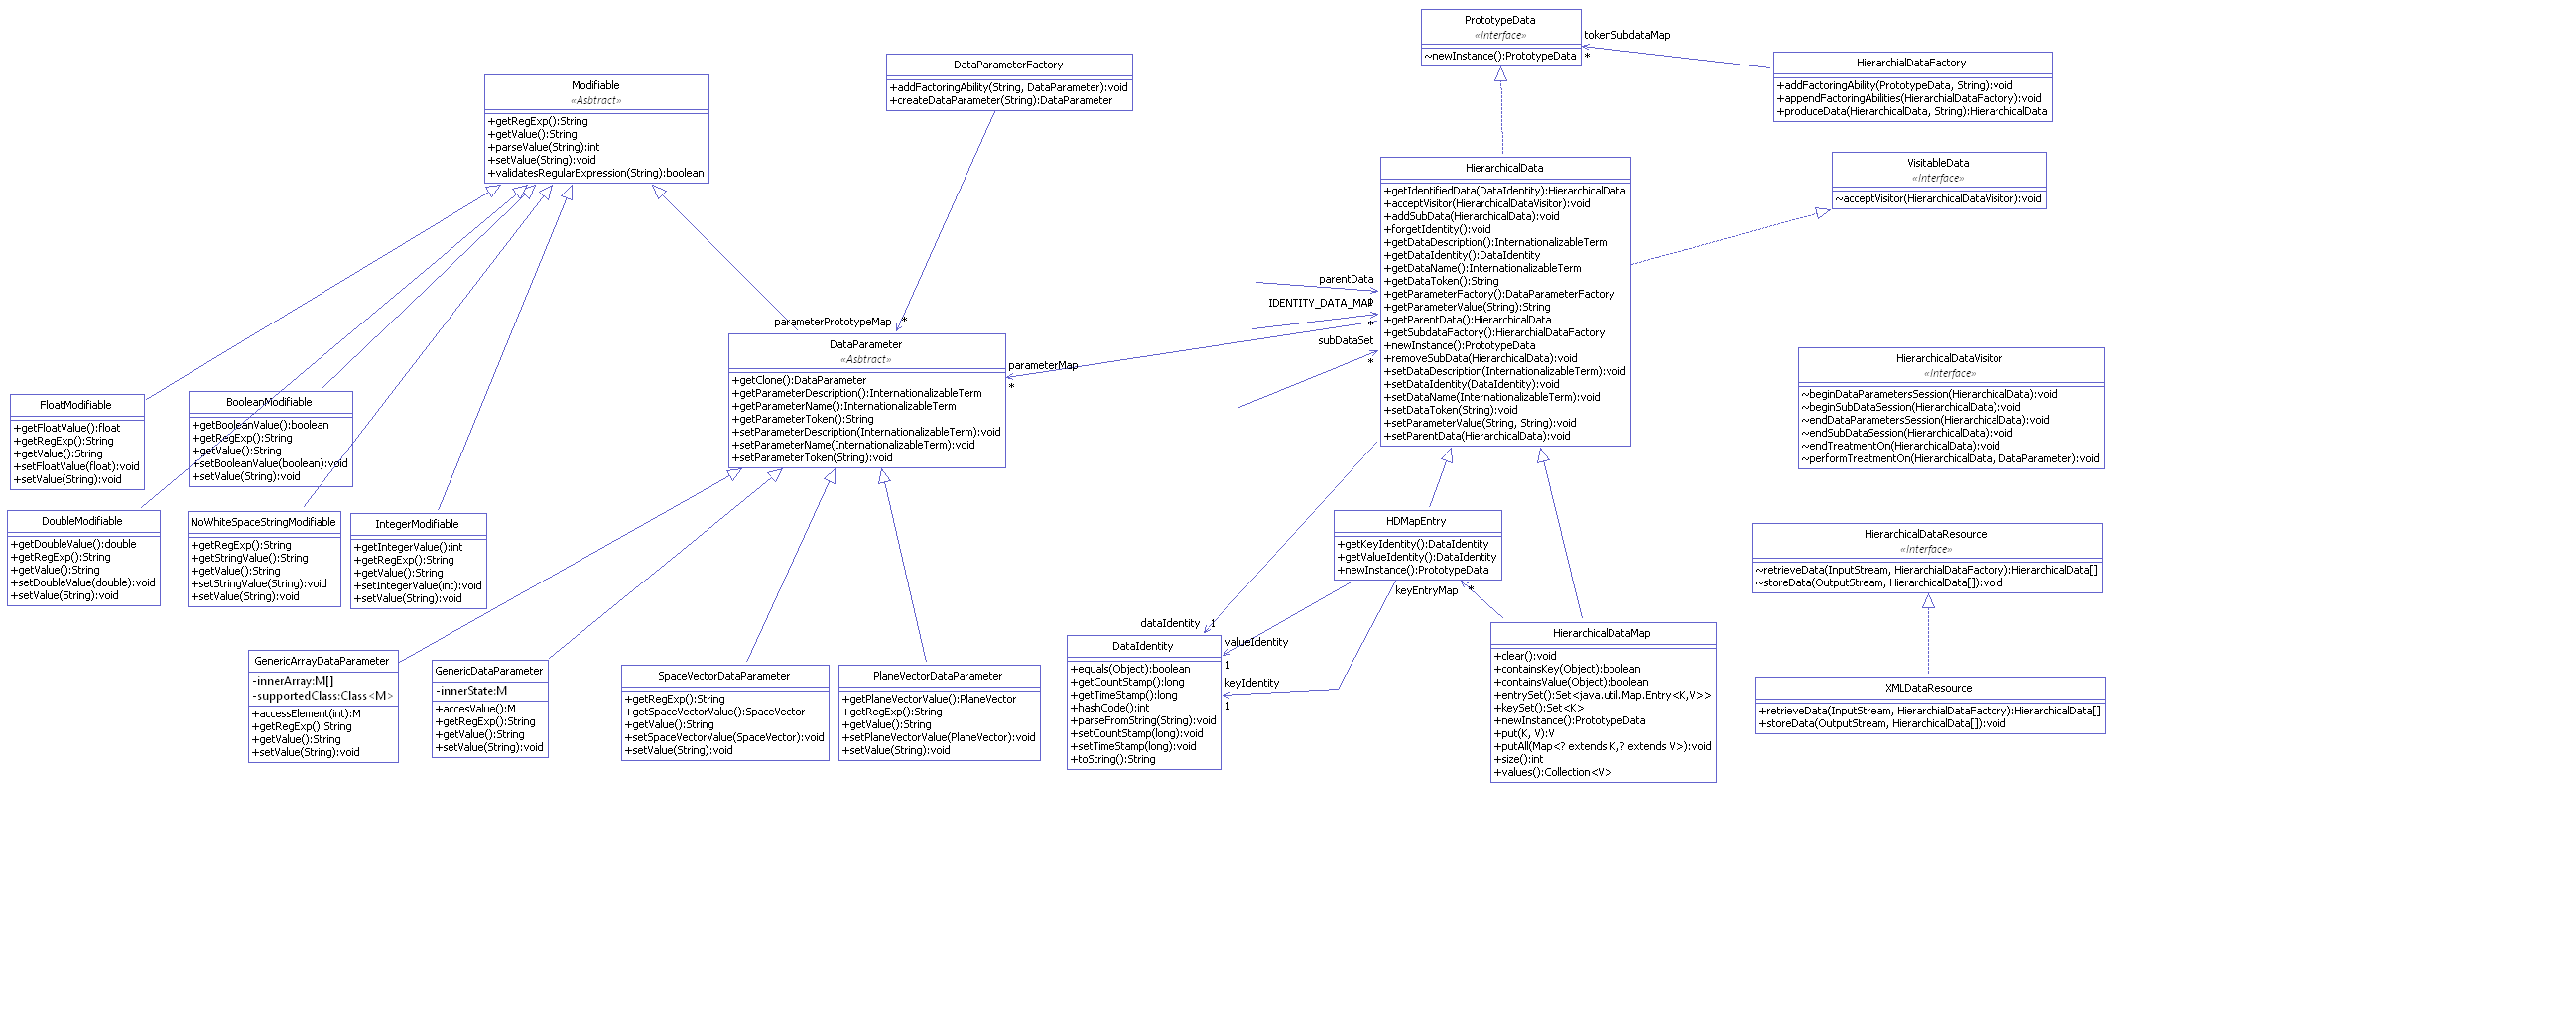 PrototypeData
«Interface»
~newInstance():PrototypeData
tokenSubdataMap
*
HierarchialDataFactory
+addFactoringAbility(PrototypeData, String):void
+appendFactoringAbilities(HierarchialDataFactory):void
+produceData(HierarchialData, String):HierarchialData
DataParameterFactory
+addFactoringAbility(String, DataParameter):void
+createDataParameter(String):DataParameter
Modifiable
«Asbtract»
+getRegExp():String
+getValue():String
+parseValue(String):int
+setValue(String):void
+validatesRegularExpression(String):boolean
HierarchicalData
+getIdentifiedData(DataIdentity):HierarchicalData
+acceptVisitor(HierarchicalDataVisitor):void
+addSubData(HierarchicalData):void
+forgetIdentity():void
+getDataDescription():InternationalizableTerm
+getDataIdentity():DataIdentity
+getDataName():InternationalizableTerm
+getDataToken():String
+getParameterFactory():DataParameterFactory
+getParameterValue(String):String
+getParentData():HierarchicalData
+getSubdataFactory():HierarchialDataFactory
+newInstance():PrototypeData
+removeSubData(HierarchicalData):void
+setDataDescription(InternationalizableTerm):void
+setDataIdentity(DataIdentity):void
+setDataName(InternationalizableTerm):void
+setDataToken(String):void
+setParameterValue(String, String):void
+setParentData(HierarchicalData):void
VisitableData
«Interface»
~acceptVisitor(HierarchicalDataVisitor):void
parentData
IDENTITY_DATA_MAP
*
subDataSet
*
parameterPrototypeMap
*
DataParameter
«Asbtract»
+getClone():DataParameter
+getParameterDescription():InternationalizableTerm
+getParameterName():InternationalizableTerm
+getParameterToken():String
+setParameterDescription(InternationalizableTerm):void
+setParameterName(InternationalizableTerm):void
+setParameterToken(String):void
parameterMap
*
HierarchicalDataVisitor
«Interface»
~beginDataParametersSession(HierarchicalData):void
~beginSubDataSession(HierarchicalData):void
~endDataParametersSession(HierarchicalData):void
~endSubDataSession(HierarchicalData):void
~endTreatmentOn(HierarchicalData):void
~performTreatmentOn(HierarchicalData, DataParameter):void
FloatModifiable
+getFloatValue():float
+getRegExp():String
+getValue():String
+setFloatValue(float):void
+setValue(String):void
BooleanModifiable
+getBooleanValue():boolean
+getRegExp():String
+getValue():String
+setBooleanValue(boolean):void
+setValue(String):void
DoubleModifiable
+getDoubleValue():double
+getRegExp():String
+getValue():String
+setDoubleValue(double):void
+setValue(String):void
NoWhiteSpaceStringModifiable
+getRegExp():String
+getStringValue():String
+getValue():String
+setStringValue(String):void
+setValue(String):void
IntegerModifiable
+getIntegerValue():int
+getRegExp():String
+getValue():String
+setIntegerValue(int):void
+setValue(String):void
HDMapEntry
+getKeyIdentity():DataIdentity
+getValueIdentity():DataIdentity
+newInstance():PrototypeData
keyEntryMap
*
HierarchicalDataResource
«Interface»
~retrieveData(InputStream, HierarchialDataFactory):HierarchicalData[]
~storeData(OutputStream, HierarchicalData[]):void
dataIdentity
1
valueIdentity
1
keyIdentity
1
DataIdentity
+equals(Object):boolean
+getCountStamp():long
+getTimeStamp():long
+hashCode():int
+parseFromString(String):void
+setCountStamp(long):void
+setTimeStamp(long):void
+toString():String
HierarchicalDataMap
+clear():void
+containsKey(Object):boolean
+containsValue(Object):boolean
+entrySet():Set<java.util.Map.Entry<K,V>>
+keySet():Set<K>
+newInstance():PrototypeData
+put(K, V):V
+putAll(Map<? extends K,? extends V>):void
+size():int
+values():Collection<V>
GenericArrayDataParameter
-innerArray:M[]
-supportedClass:Class<M>
+accessElement(int):M
+getRegExp():String
+getValue():String
+setValue(String):void
GenericDataParameter
-innerState:M
+accesValue():M
+getRegExp():String
+getValue():String
+setValue(String):void
SpaceVectorDataParameter
+getRegExp():String
+getSpaceVectorValue():SpaceVector
+getValue():String
+setSpaceVectorValue(SpaceVector):void
+setValue(String):void
PlaneVectorDataParameter
+getPlaneVectorValue():PlaneVector
+getRegExp():String
+getValue():String
+setPlaneVectorValue(PlaneVector):void
+setValue(String):void
XMLDataResource
+retrieveData(InputStream, HierarchialDataFactory):HierarchicalData[]
+storeData(OutputStream, HierarchicalData[]):void